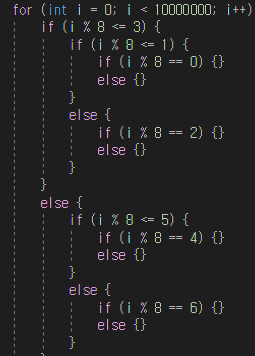 for (int i = 0; i < 10000000; i++)
if (i % 8 <= 3) {
if (i % 8 <= 1) {
if (i % 8 == 0) {}
else {}
}
else {
if (i % 8 == 2) {}
else {}
}
}
else {
if (i % 8 <= 5) {
if (i % 8 == 4) {}
else {}
}
else {
if (i % 8 == 6) {}
else {}
}